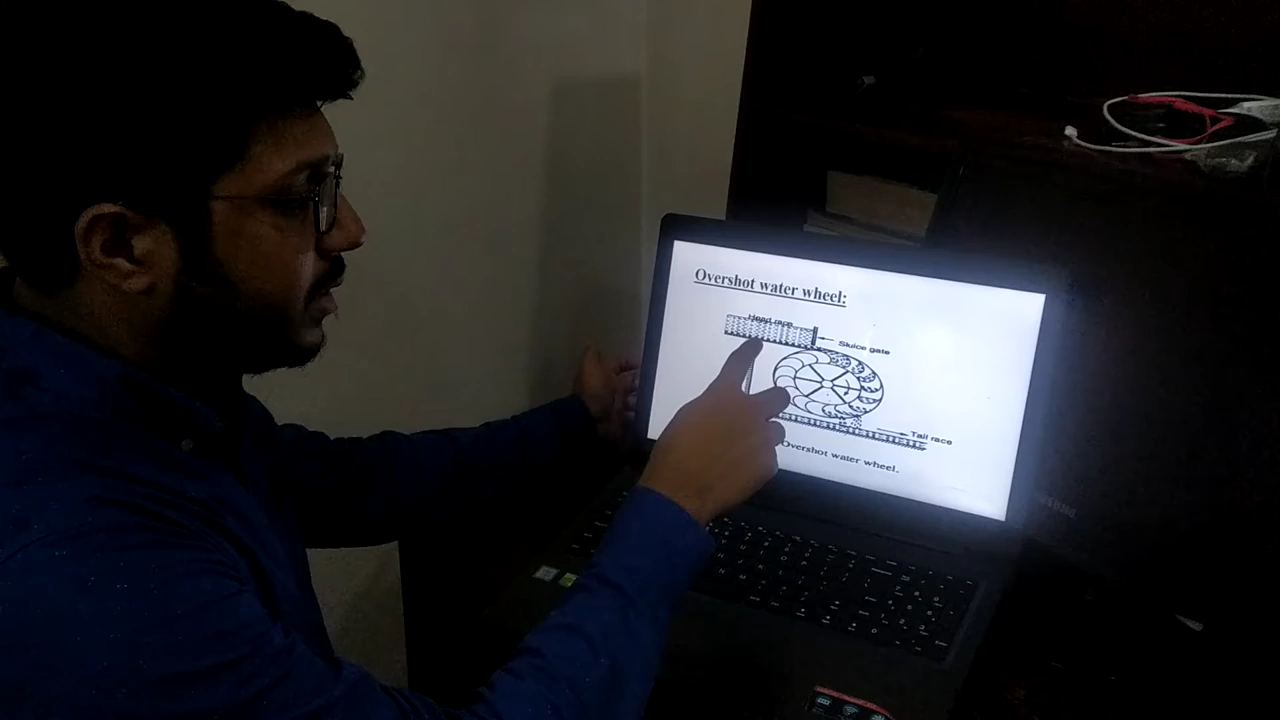 Overshot water wheel:
Head race
Sluice gate
Tail race
Overshot water wheel.